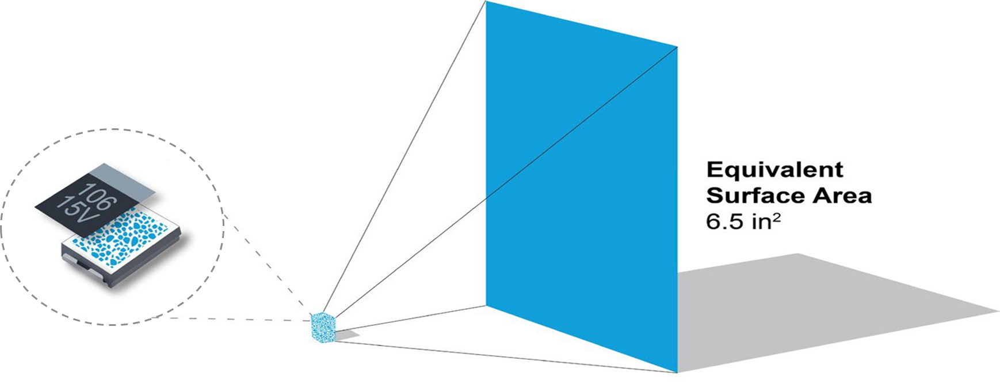 106
15V
Equivalent
Surface Area
6.5 in²